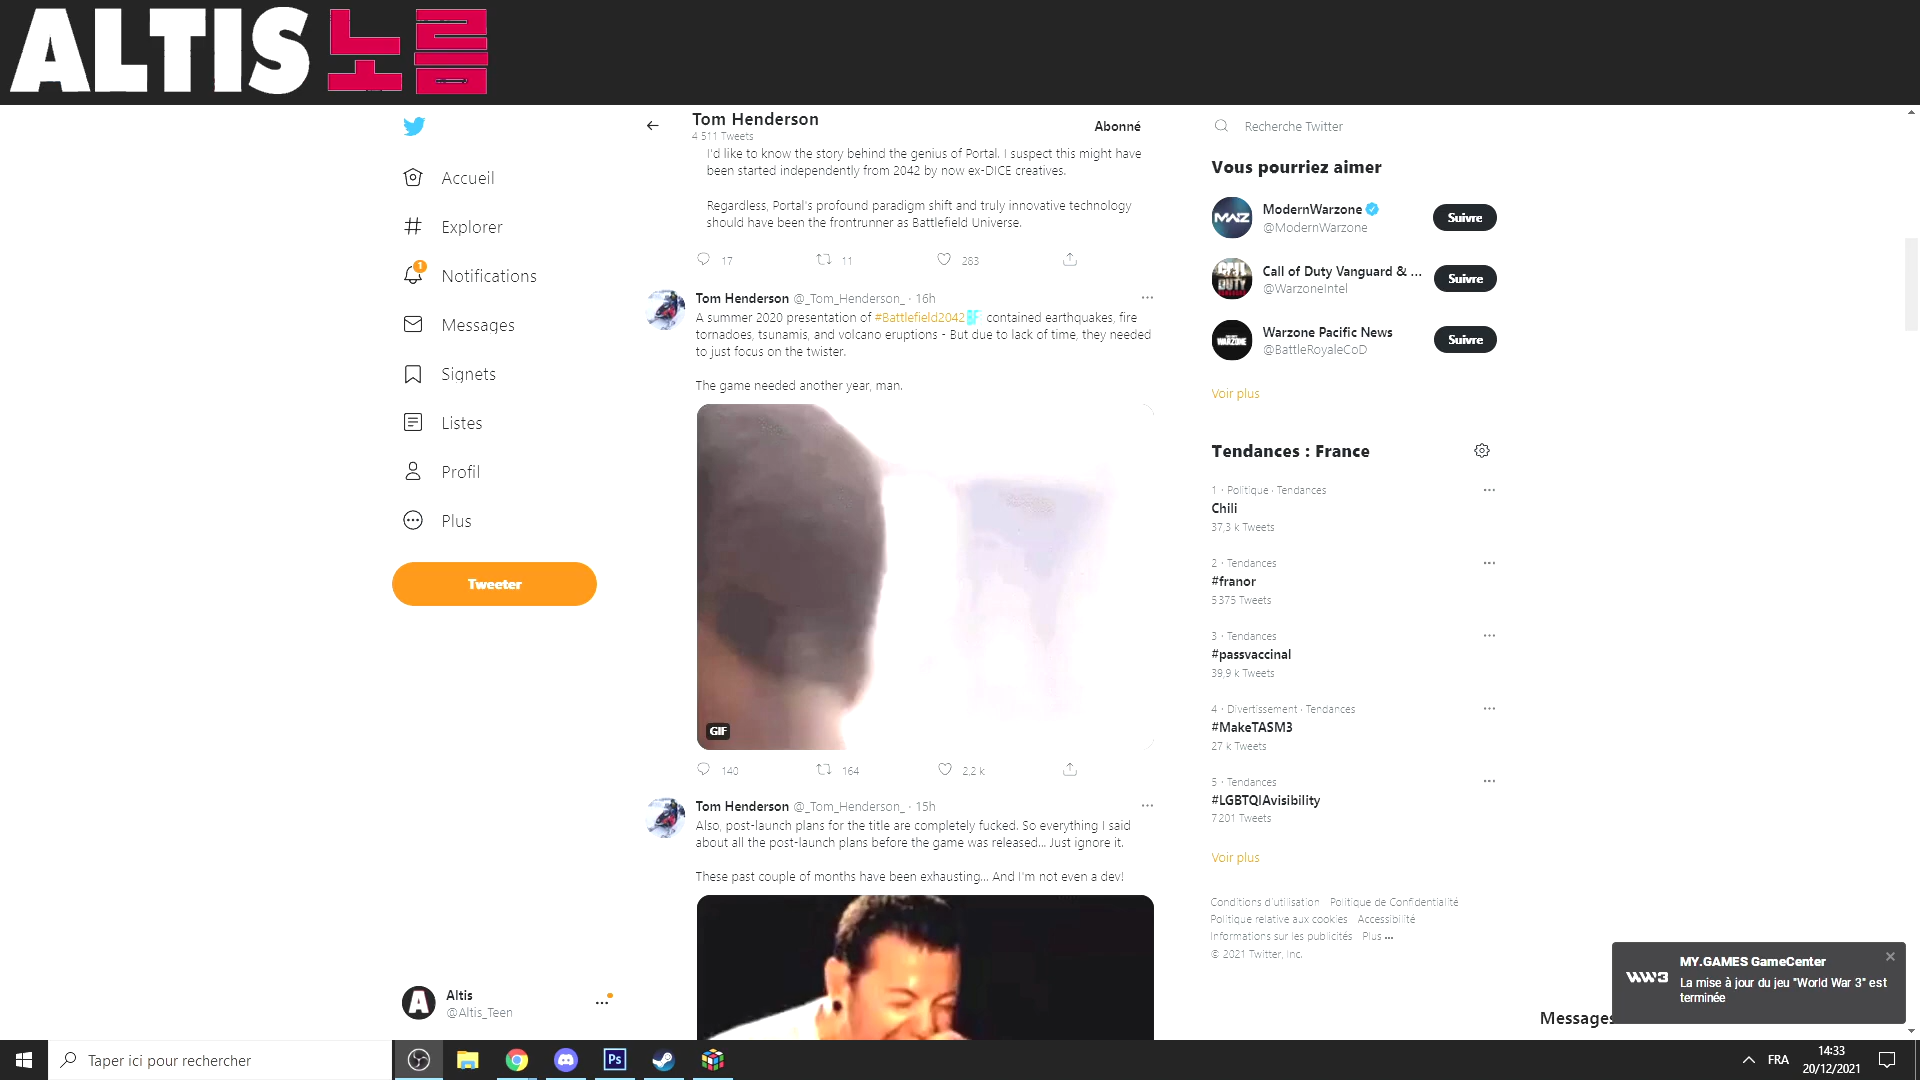 ALTIS 노름
Tom Henderson
4 511 Tweets
Abonné
I'd like to know the story behind the genius of Portal. I suspect this might have
been started independently from 2042 by now ex-DICE creatives.
Regardless, Portal's profound paradigm shift and truly innovative technology
should have been the frontrunner as Battlefield Universe.
17 11 283
Accueil
Explorer
1
Notifications
Messages
Signets
Listes
Profil
Plus
Tweeter
Altis
@Altis_Teen
Tom Henderson @_Tom_Henderson_ · 16h
A summer 2020 presentation of #Battlefield2042 contained earthquakes, fire
tornadoes, tsunamis, and volcano eruptions - But due to lack of time, they needed
to just focus on the twister.
The game needed another year, man.
GIF
140 164 2,2 k
Tom Henderson @_Tom_Henderson_ · 15h
Also, post-launch plans for the title are completely fucked. So everything I said
about all the post-launch plans before the game was released... Just ignore it.
These past couple of months have been exhausting... And I'm not even a dev!
Recherche Twitter
Vous pourriez aimer
MWZ
ModernWarzone
@ModernWarzone
Suivre
CALL OF DUTY
Call of Duty Vanguard & ...
@WarzoneIntel
Suivre
WARZONE
Warzone Pacific News
@BattleRoyaleCoD
Suivre
Voir plus
Tendances : France
1 · Politique · Tendances
Chili
37,3 k Tweets
2 · Tendances
#franor
5 375 Tweets
3 · Tendances
#passvaccinal
39,9 k Tweets
4 · Divertissement · Tendances
#MakeTASM3
27 k Tweets
5 · Tendances
#LGBTQIAvisibility
7 201 Tweets
Voir plus
Conditions d'utilisation Politique de Confidentialité
Politique relative aux cookies Accessibilité
Informations sur les publicités Plus ...
© 2021 Twitter, Inc.
WW3
MY.GAMES GameCenter
La mise à jour du jeu "World War 3" est
terminée
Messages
Taper ici pour rechercher
Ps
FRA
14:33
20/12/2021